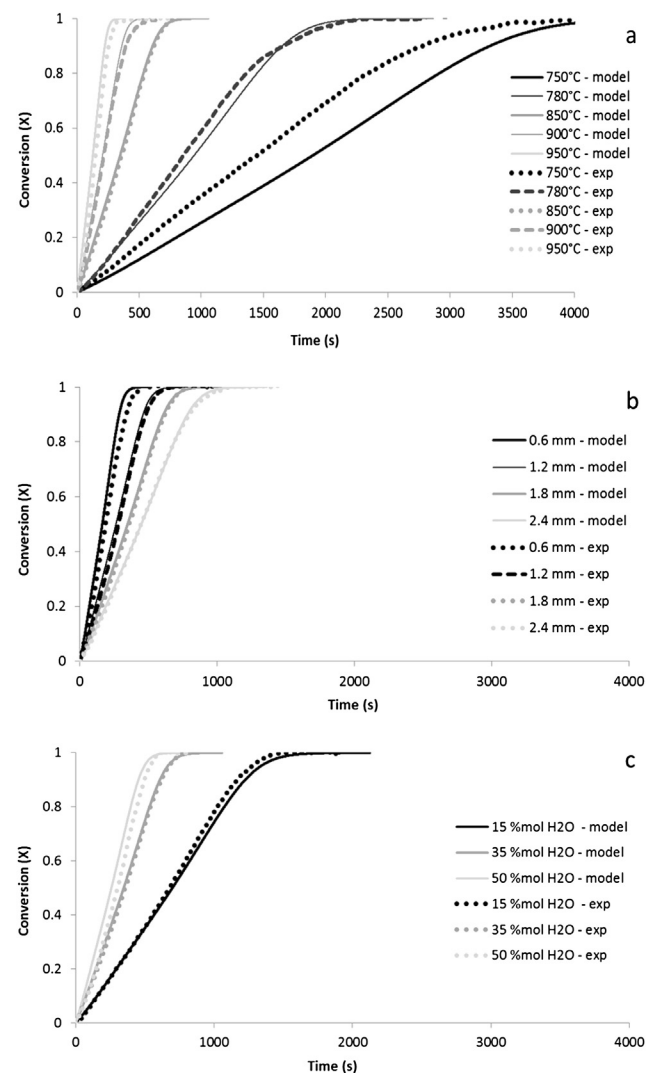 a
1
0.8
0.6
0.4
0.2
0
Conversion (X)
0 500 1000 1500 2000 2500 3000 3500 4000
Time (s)
750°C - model
780°C - model
850°C - model
900°C - model
950°C - model
750°C - exp
780°C - exp
850°C - exp
900°C - exp
950°C - exp
b
1
0.8
0.6
0.4
0.2
0
Conversion (X)
0 1000 2000 3000 4000
Time (s)
0.6 mm - model
1.2 mm - model
1.8 mm - model
2.4 mm - model
0.6 mm - exp
1.2 mm - exp
1.8 mm - exp
2.4 mm - exp
c
1
0.8
0.6
0.4
0.2
0
Conversion (X)
0 1000 2000 3000 4000
Time (s)
15 %mol H2O - model
35 %mol H2O - model
50 %mol H2O - model
15 %mol H2O - exp
35 %mol H2O - exp
50 %mol H2O - exp